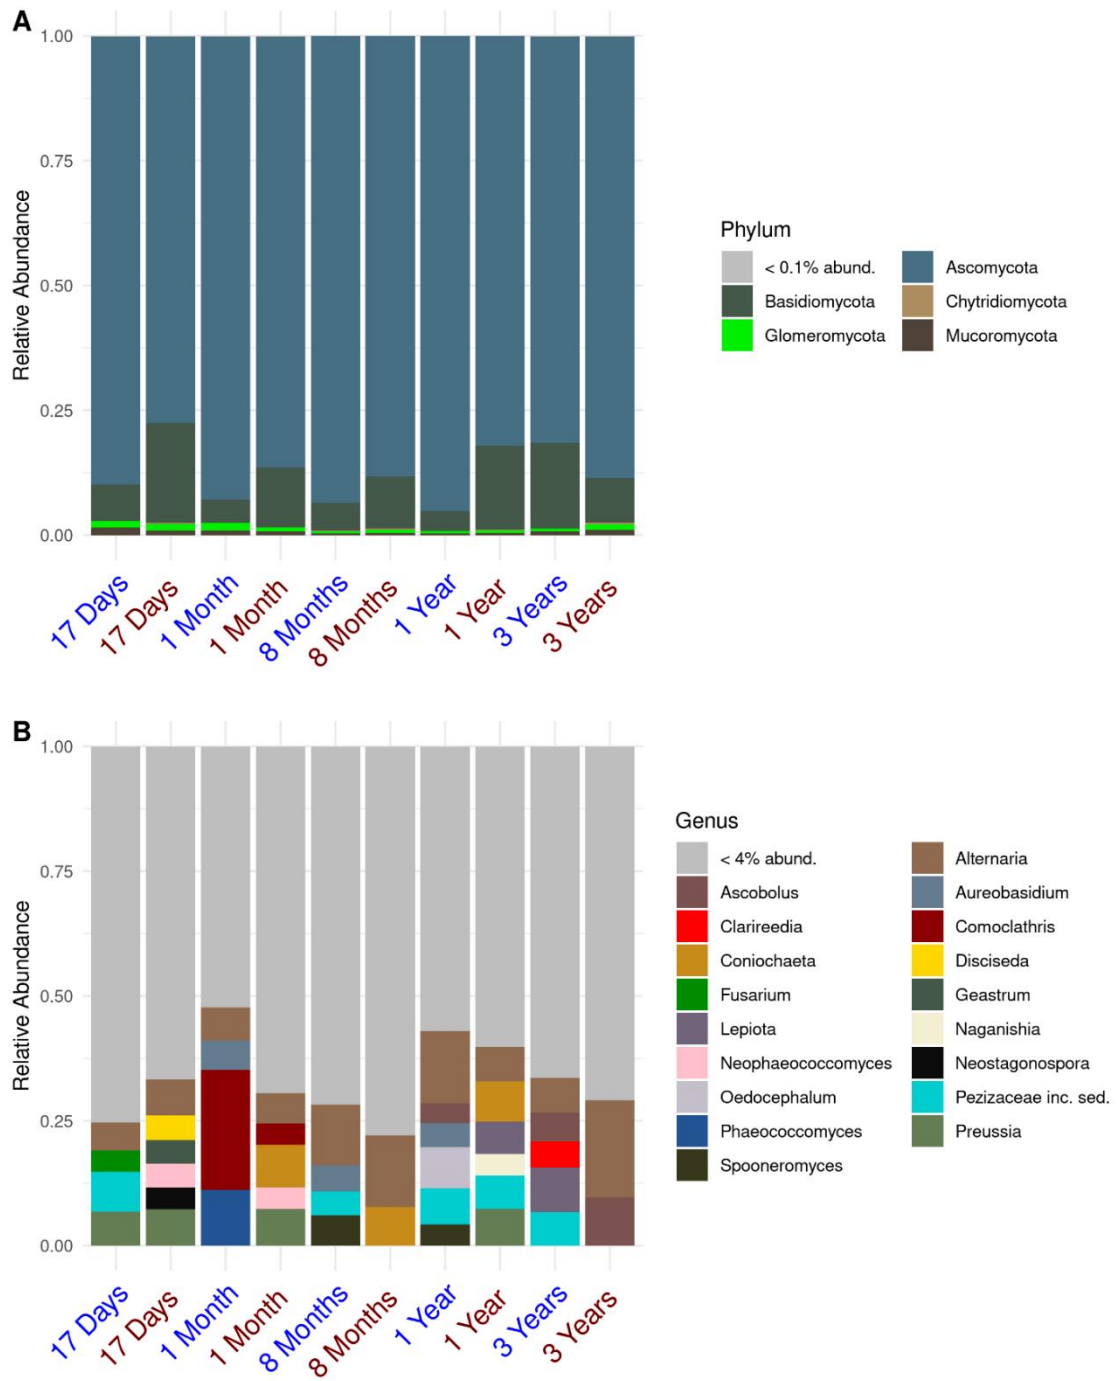 A
1.00
0.75
0.50
0.25
0.00
Relative Abundance
17 Days
17 Days
1 Month
1 Month
8 Months
8 Months
1 Year
1 Year
3 Years
3 Years
Phylum
< 0.1% abund.
Ascomycota
Basidiomycota
Chytridiomycota
Glomeromycota
Mucoromycota
B
1.00
0.75
0.50
0.25
0.00
Relative Abundance
17 Days
17 Days
1 Month
1 Month
8 Months
8 Months
1 Year
1 Year
3 Years
3 Years
Genus
< 4% abund.
Alternaria
Ascobolus
Aureobasidium
Clarireedia
Comoclathris
Coniochaeta
Disciseda
Fusarium
Geastrum
Lepiota
Naganishia
Neophaeococcomyces
Neostagonospora
Oedocephalum
Pezizaceae inc. sed.
Phaeococcomyces
Preussia
Spooneromyces